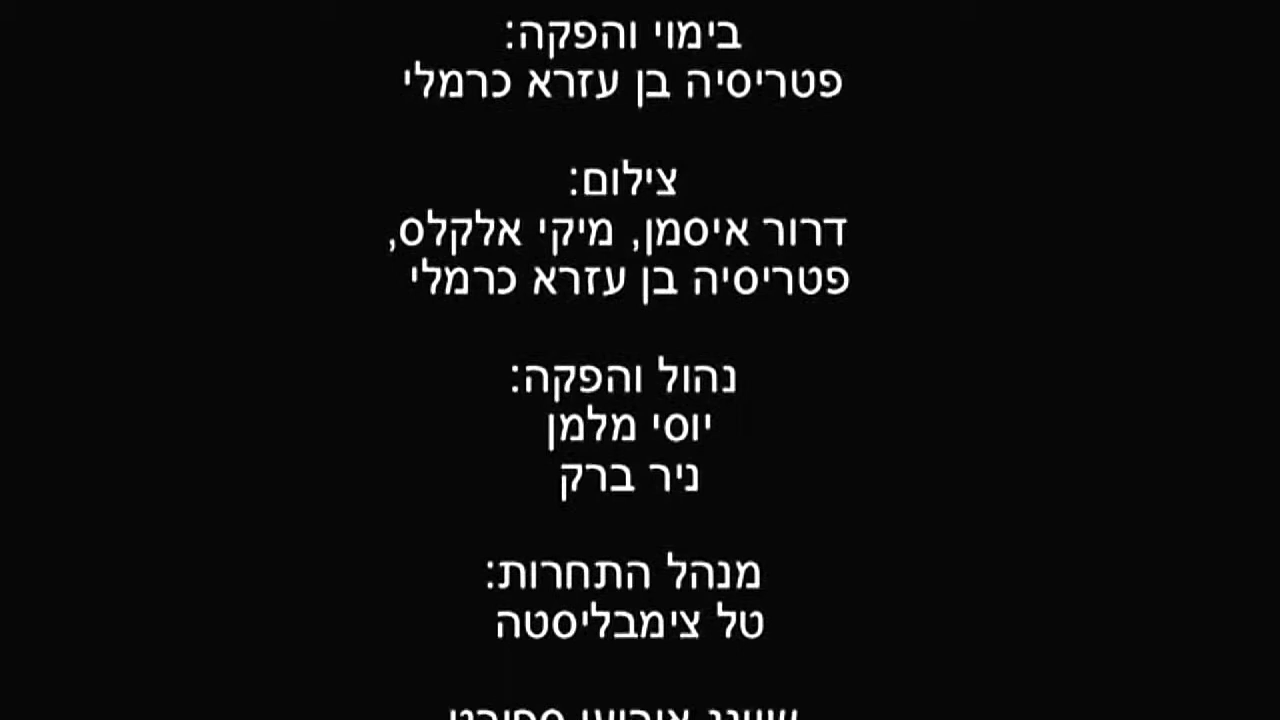 בימוי והפקה:
פטריסיה בן עזרא כרמלי
צילום:
דרור איסמן, מיקי אלקלס,
פטריסיה בן עזרא כרמלי
נהול והפקה:
יוסי מלמן
ניר ברק
מנהל התחרות:
טל צימבליסטה